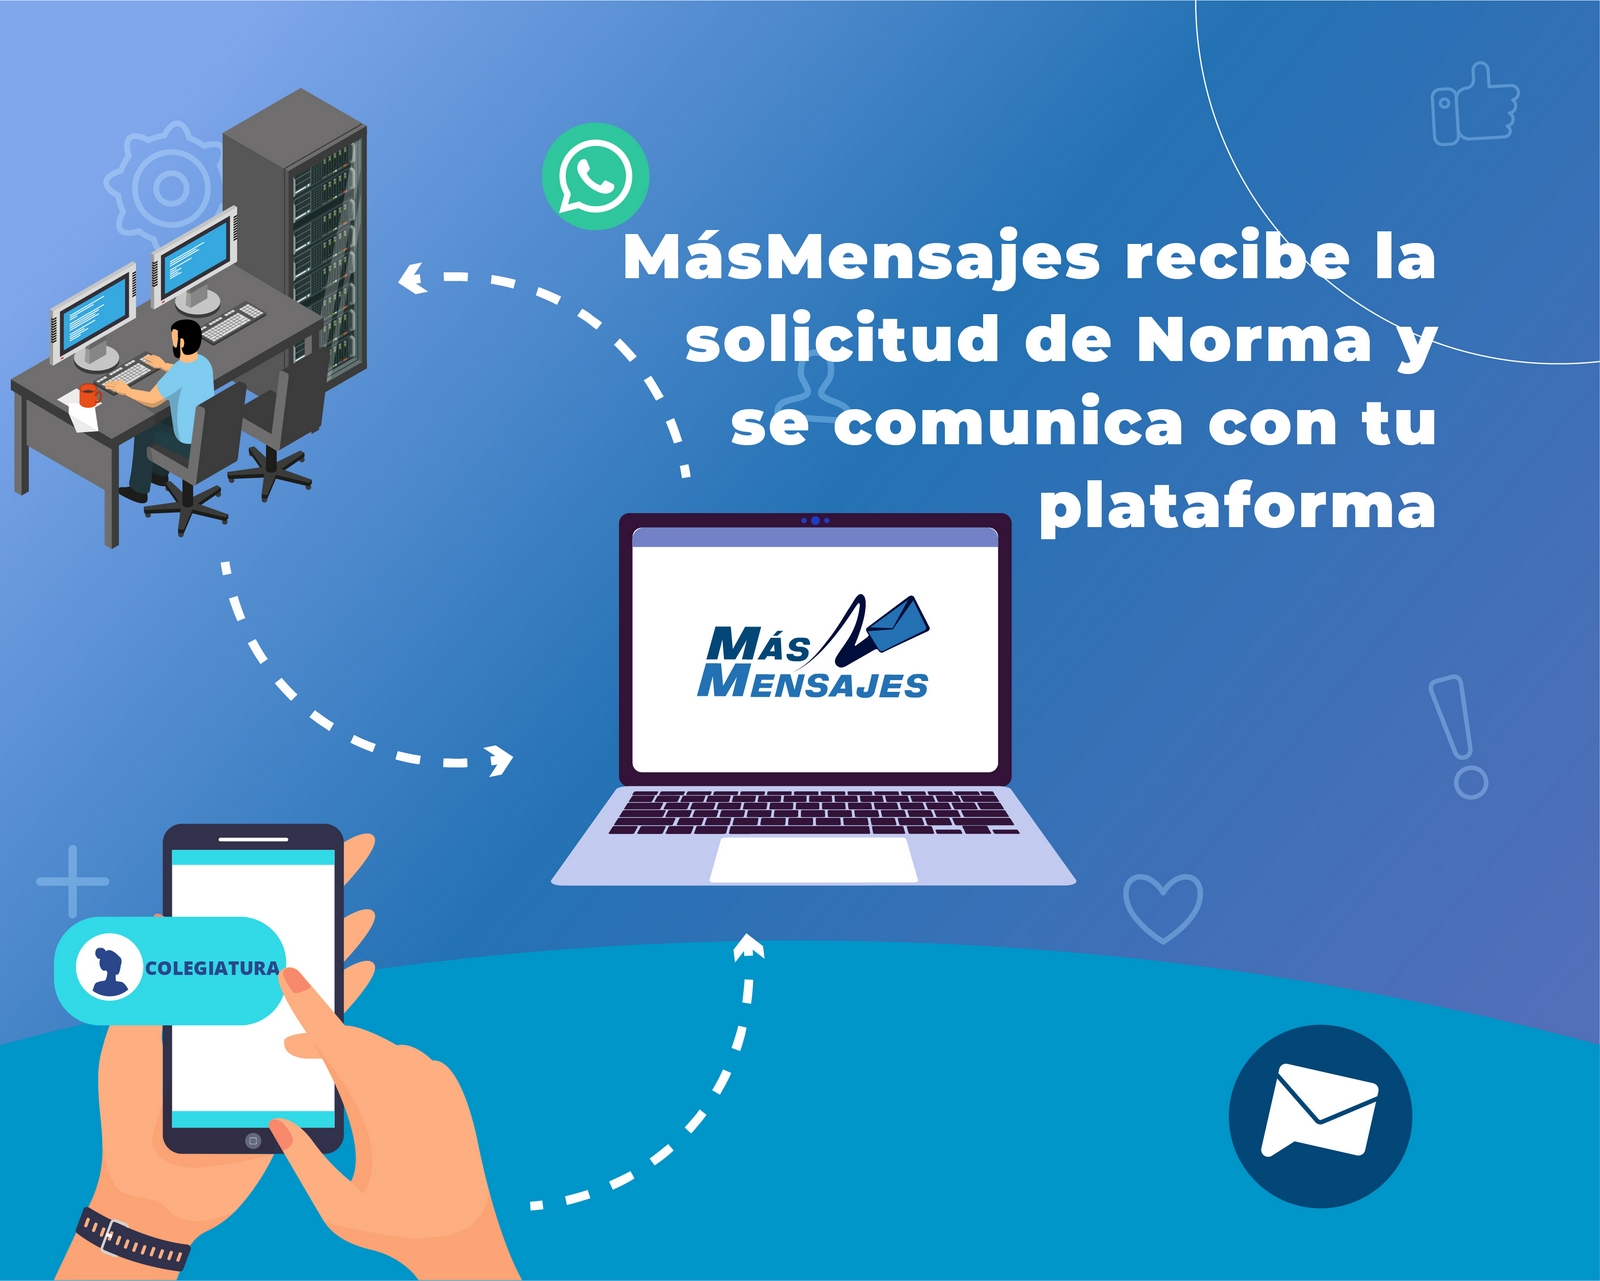 MásMensajes recibe la
solicitud de Norma y
se comunica con tu
plataforma
MÁS
MENSAJES
COLEGIATURA